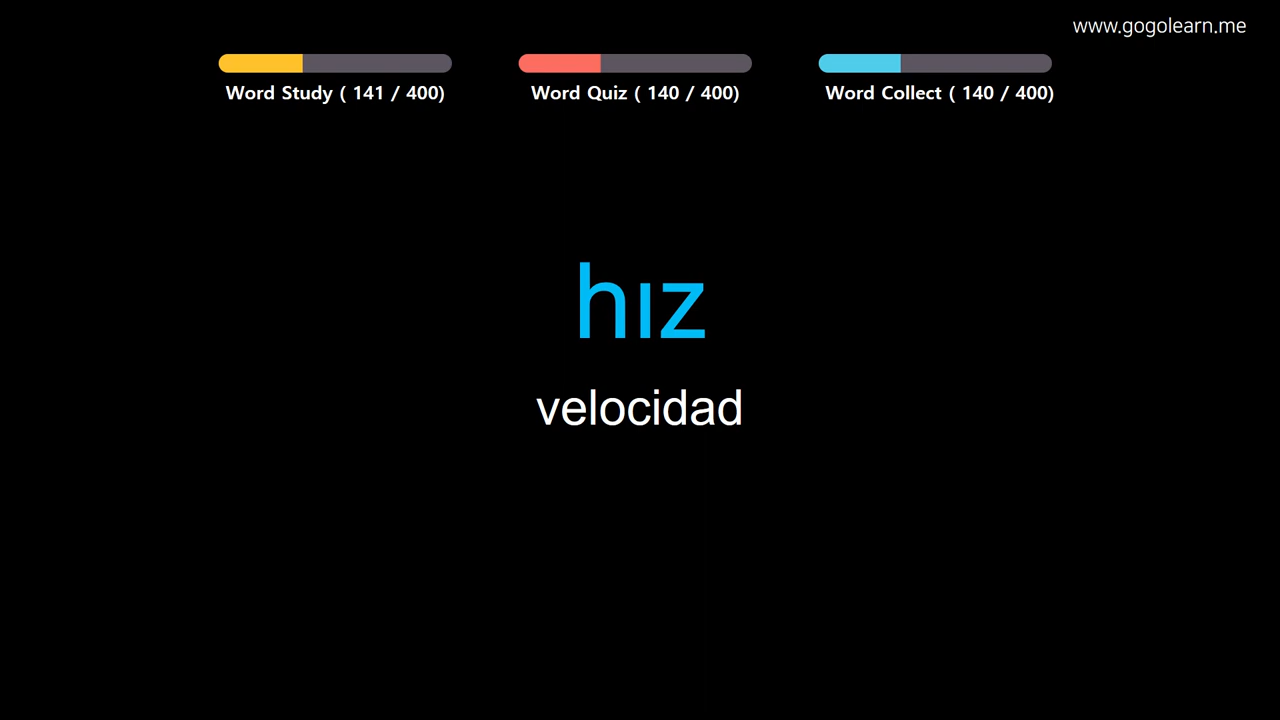 www.gogolearn.me
Word Study ( 141 / 400)
Word Quiz ( 140 / 400)
Word Collect ( 140 / 400)
hız
velocidad